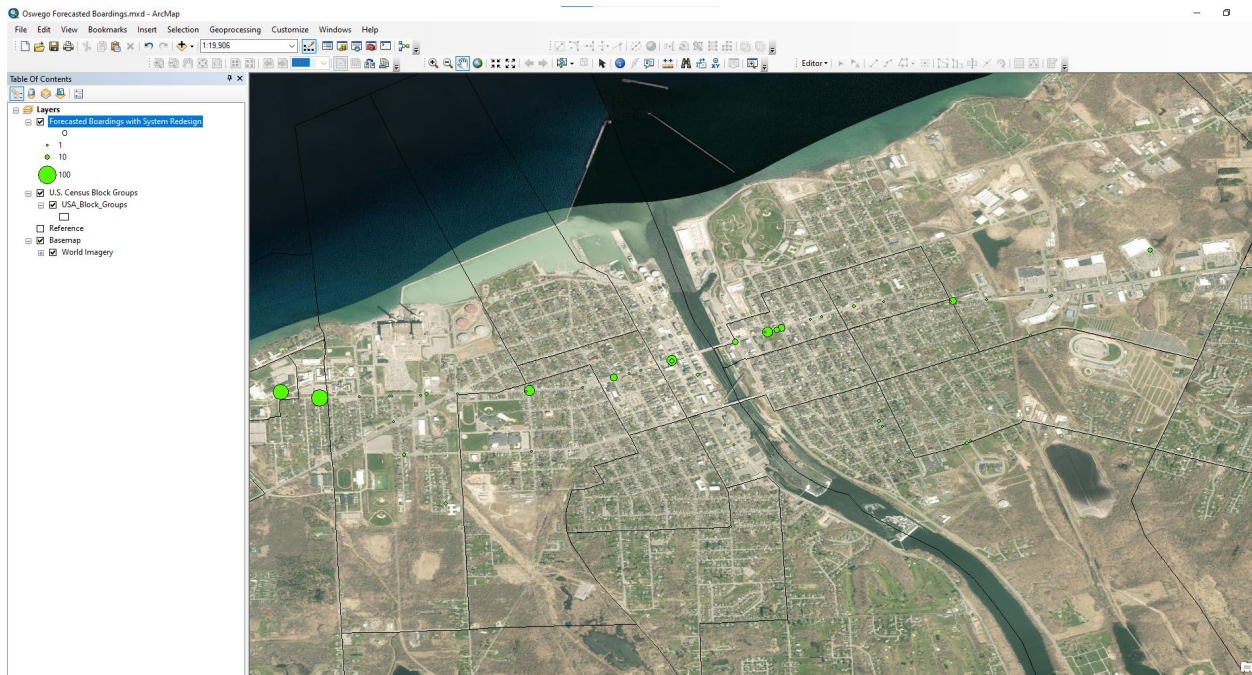 Oswego Forecasted Boardings.mxd - ArcMap
File Edit View Bookmarks Insert Selection Geoprocessing Customize Windows Help
1:19,906
Editor
Table Of Contents
Layers
Forecasted Boardings with System Redesign
1
10
100
U.S. Census Block Groups
USA_Block_Groups
Reference
Basemap
World Imagery